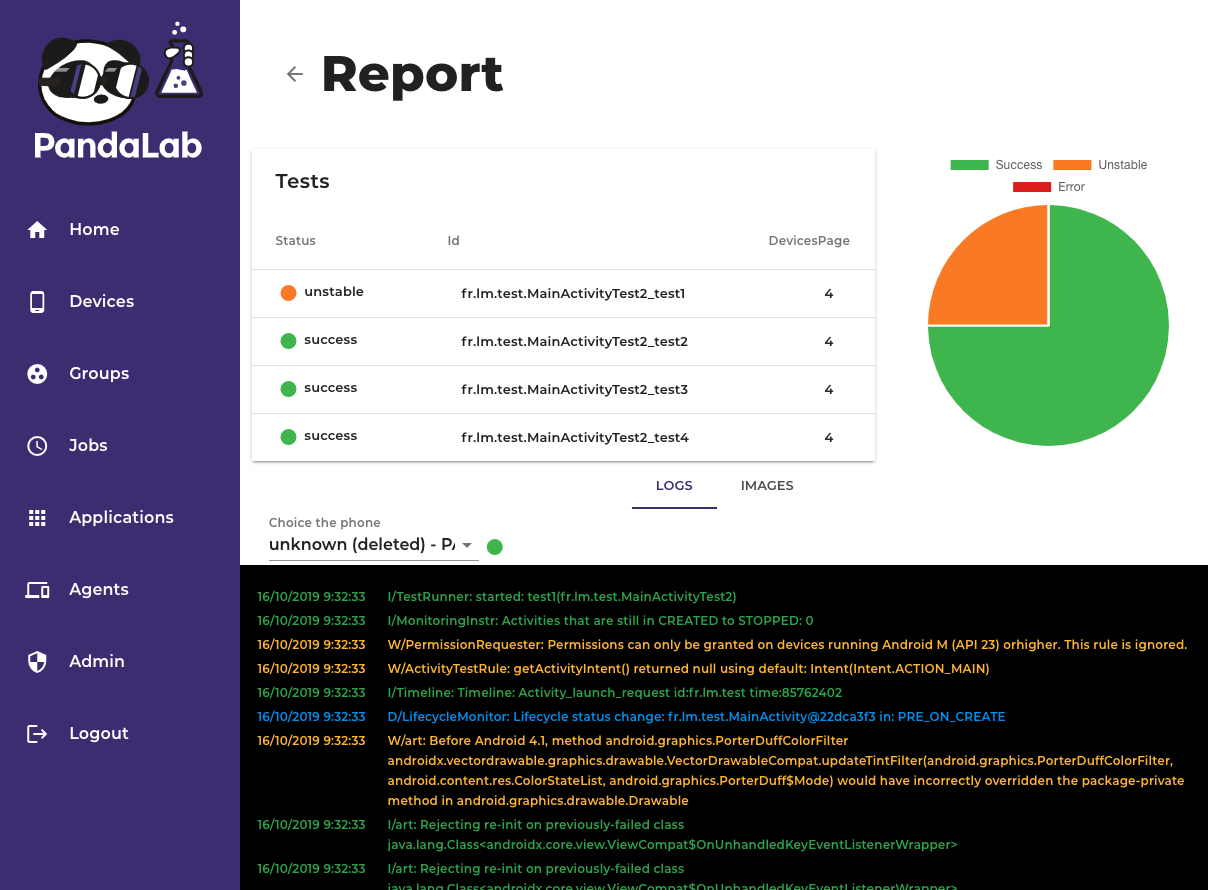 PandaLab
Home
Devices
Groups
Jobs
Applications
Agents
Admin
Logout
Report
Tests
Status Id DevicesPage
unstable fr.lm.test.MainActivityTest2_test1 4
success fr.lm.test.MainActivityTest2_test2 4
success fr.lm.test.MainActivityTest2_test3 4
success fr.lm.test.MainActivityTest2_test4 4
Success Unstable
Error
LOGS IMAGES
Choice the phone
unknown (deleted) - P
16/10/2019 9:32:33 I/TestRunner: started: test1(fr.lm.test.MainActivityTest2)
16/10/2019 9:32:33 I/MonitoringInstr: Activities that are still in CREATED to STOPPED: 0
16/10/2019 9:32:33 W/PermissionRequester: Permissions can only be granted on devices running Android M (API 23) orhigher. This rule is ignored.
16/10/2019 9:32:33 W/ActivityTestRule: getActivityIntent() returned null using default: Intent(Intent.ACTION_MAIN)
16/10/2019 9:32:33 I/Timeline: Timeline: Activity_launch_request id:fr.lm.test time:85762402
16/10/2019 9:32:33 D/LifecycleMonitor: Lifecycle status change: fr.lm.test.MainActivity@22dca3f3 in: PRE_ON_CREATE
16/10/2019 9:32:33 W/art: Before Android 4.1, method android.graphics.PorterDuffColorFilter
androidx.vectordrawable.graphics.drawable.VectorDrawableCompat.updateTintFilter(android.graphics.PorterDuffColorFilter,
android.content.res.ColorStateList, android.graphics.PorterDuff$Mode) would have incorrectly overridden the package-private
method in android.graphics.drawable.Drawable
16/10/2019 9:32:33 I/art: Rejecting re-init on previously-failed class
java.lang.Class<androidx.core.view.ViewCompat$OnUnhandledKeyEventListenerWrapper>
16/10/2019 9:32:33 I/art: Rejecting re-init on previously-failed class
java.lang.Class<androidx.core.view.ViewCompat$OnUnhandledKeyEventListenerWrapper>